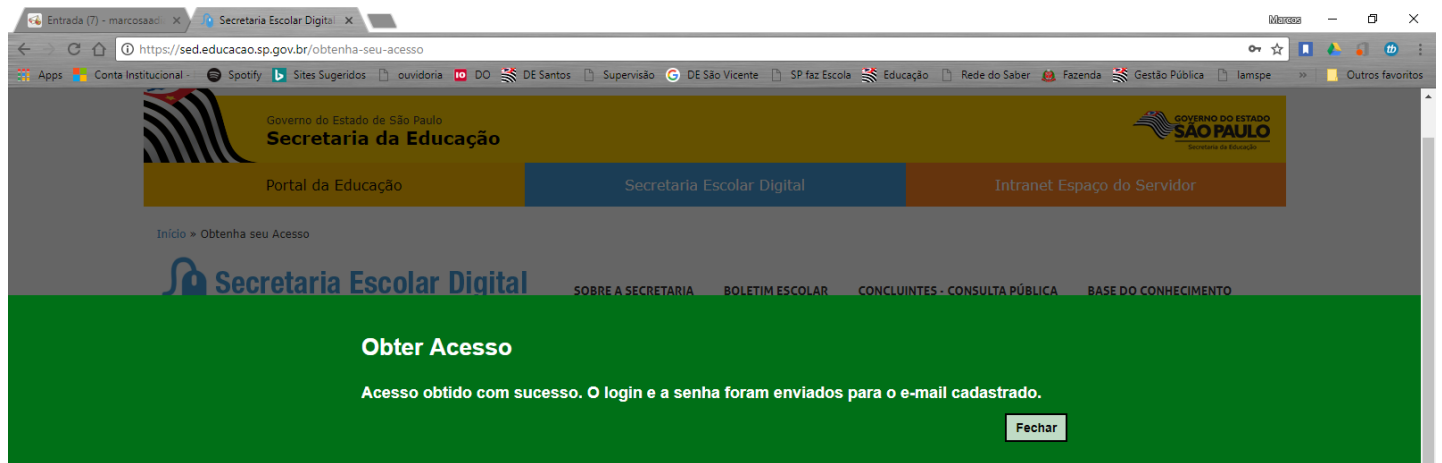 Entrada (7) - marcosaad
Secretaria Escolar Digital
Marcos
https://sed.educacao.sp.gov.br/obtenha-seu-acesso
Apps Conta Institucional - Spotify Sites Sugeridos ouvidoria IO DO DE Santos Supervisão G DE São Vicente SP faz Escola Educação Rede do Saber Fazenda Gestão Pública Iamspe » Outros favoritos
Governo do Estado de São Paulo
Secretaria da Educação
GOVERNO DO ESTADO
SÃO PAULO
Secretaria da Educação
Portal da Educação Secretaria Escolar Digital Intranet Espaço do Servidor
Início » Obtenha seu Acesso
Secretaria Escolar Digital
SOBRE A SECRETARIA BOLETIM ESCOLAR CONCLUINTES - CONSULTA PÚBLICA BASE DO CONHECIMENTO
Obter Acesso
Acesso obtido com sucesso. O login e a senha foram enviados para o e-mail cadastrado.
Fechar